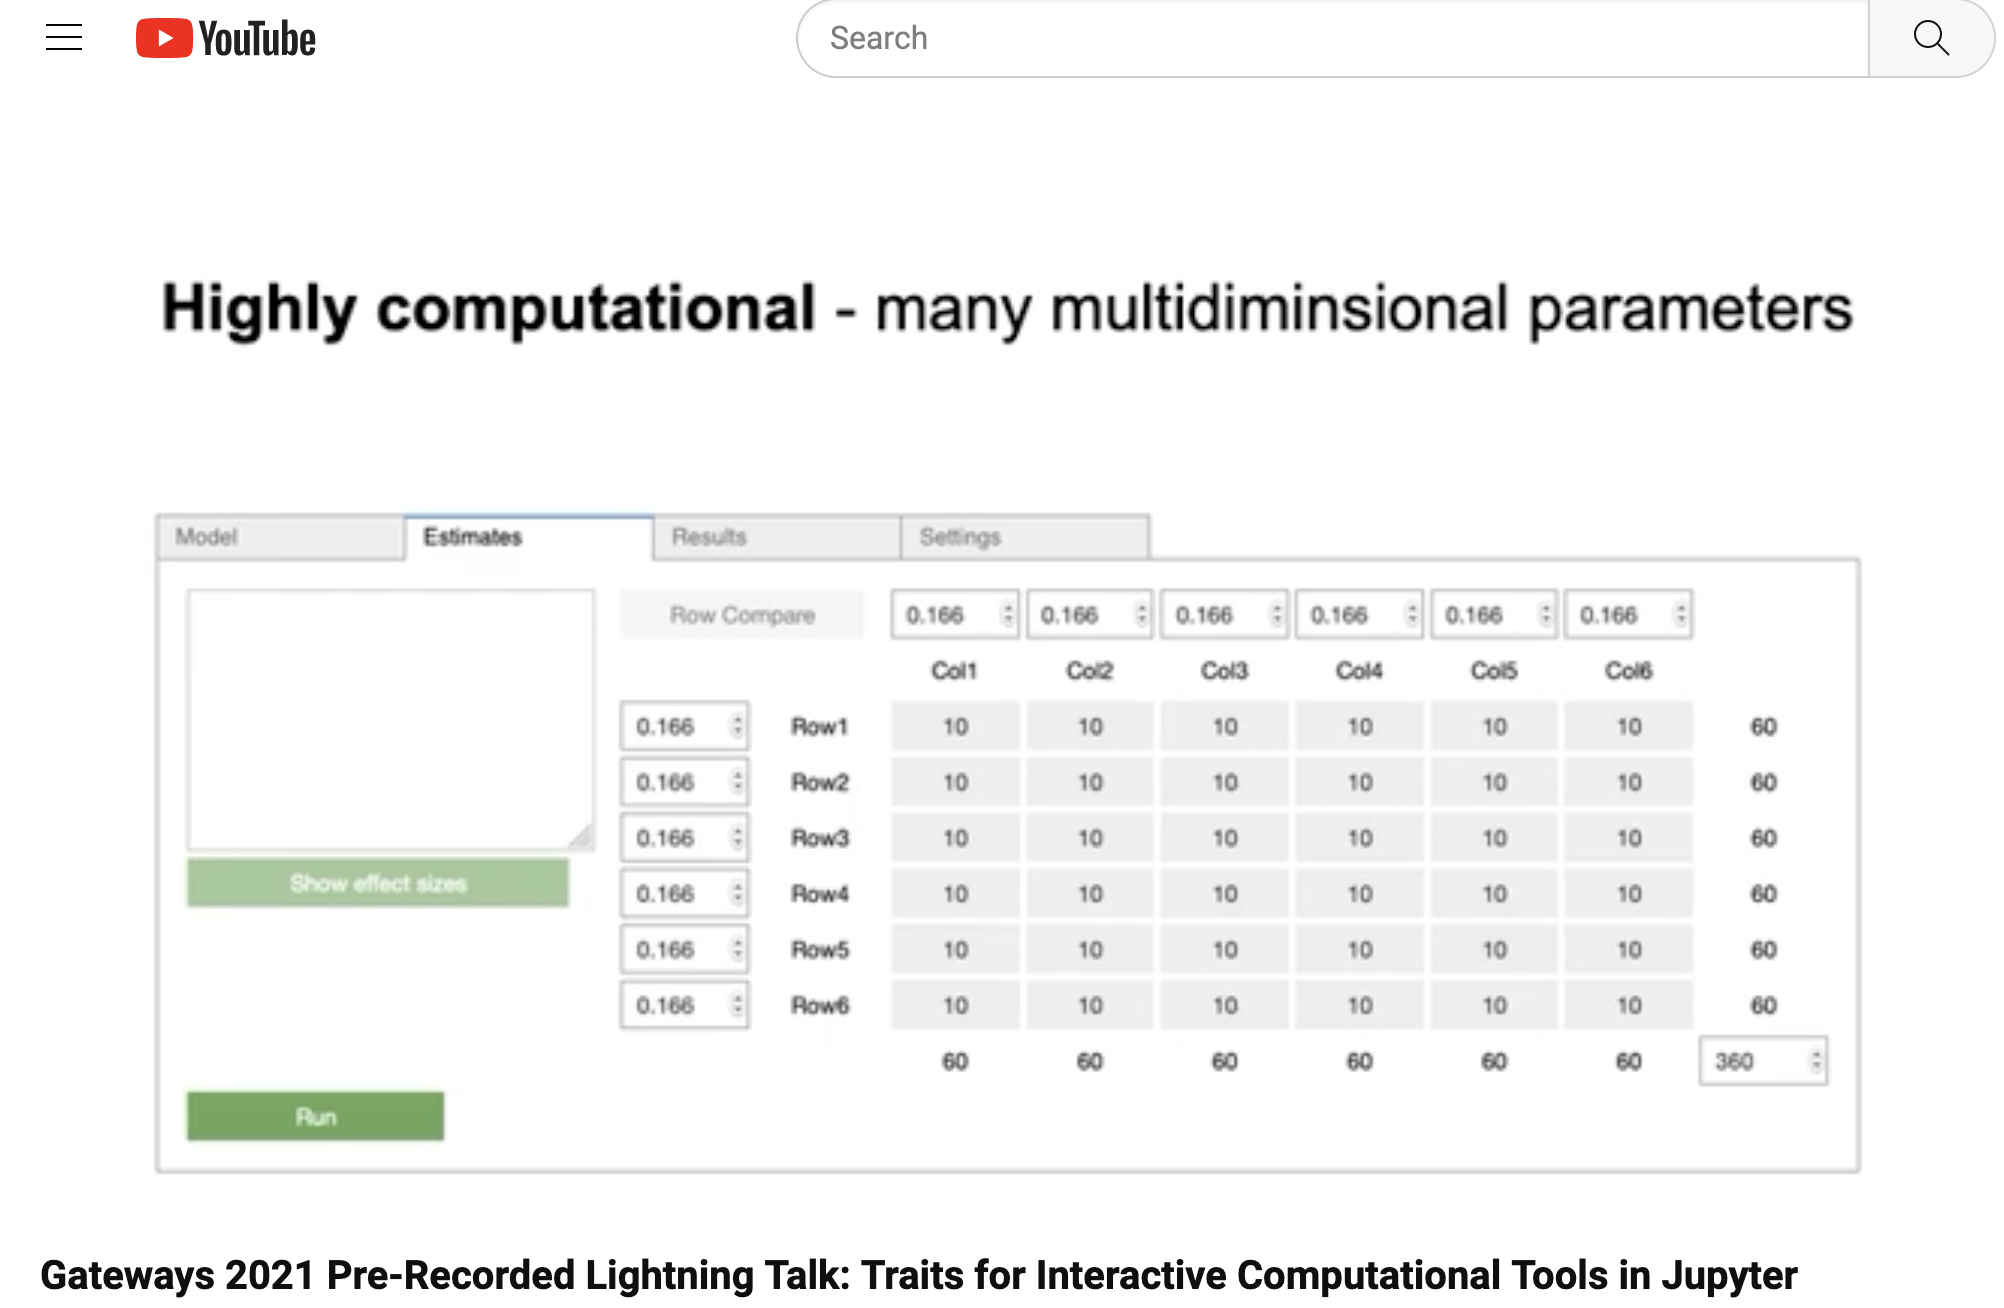 YouTube
Search
Highly computational - many multidiminsional parameters
Model Estimates Results Settings
Row Compare 0.166 0.166 0.166 0.166 0.166 0.166
Col1 Col2 Col3 Col4 Col5 Col6
0.166 Row1 10 10 10 10 10 10 60
0.166 Row2 10 10 10 10 10 10 60
0.166 Row3 10 10 10 10 10 10 60
Show effect sizes
0.166 Row4 10 10 10 10 10 10 60
0.166 Row5 10 10 10 10 10 10 60
0.166 Row6 10 10 10 10 10 10 60
60 60 60 60 60 60 360
Run
Gateways 2021 Pre-Recorded Lightning Talk: Traits for Interactive Computational Tools in Jupyter